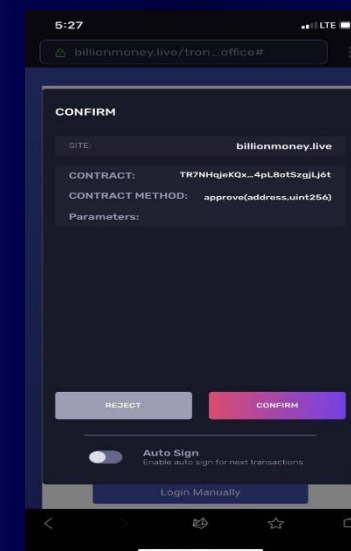 5:27
LTE
billionmoney.live/tron_office#
CONFIRM
SITE: billionmoney.live
CONTRACT: TR7NHqjeKQx...4pL8otSzgjLj6t
CONTRACT METHOD: approve(address,uint256)
Parameters:
REJECT CONFIRM
Auto Sign
Enable auto sign for next transactions
Login Manually